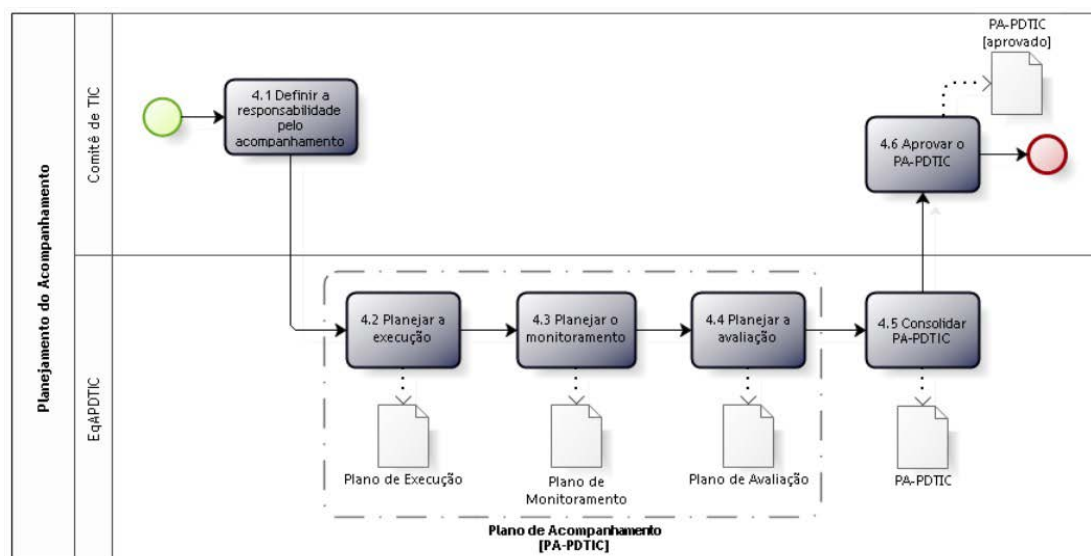 Planejamento do Acompanhamento
Comitê de TIC
4.1 Definir a
responsabilidade
pelo
acompanhamento
PA-PDTIC
[aprovado]
4.6 Aprovar o
PA-PDTIC
EqAPDTIC
4.2 Planejar a
execução
4.3 Planejar o
monitoramento
4.4 Planejar a
avaliação
4.5 Consolidar
PA-PDTIC
Plano de Execução
Plano de
Monitoramento
Plano de Avaliação
PA-PDTIC
Plano de Acompanhamento
[PA-PDTIC]